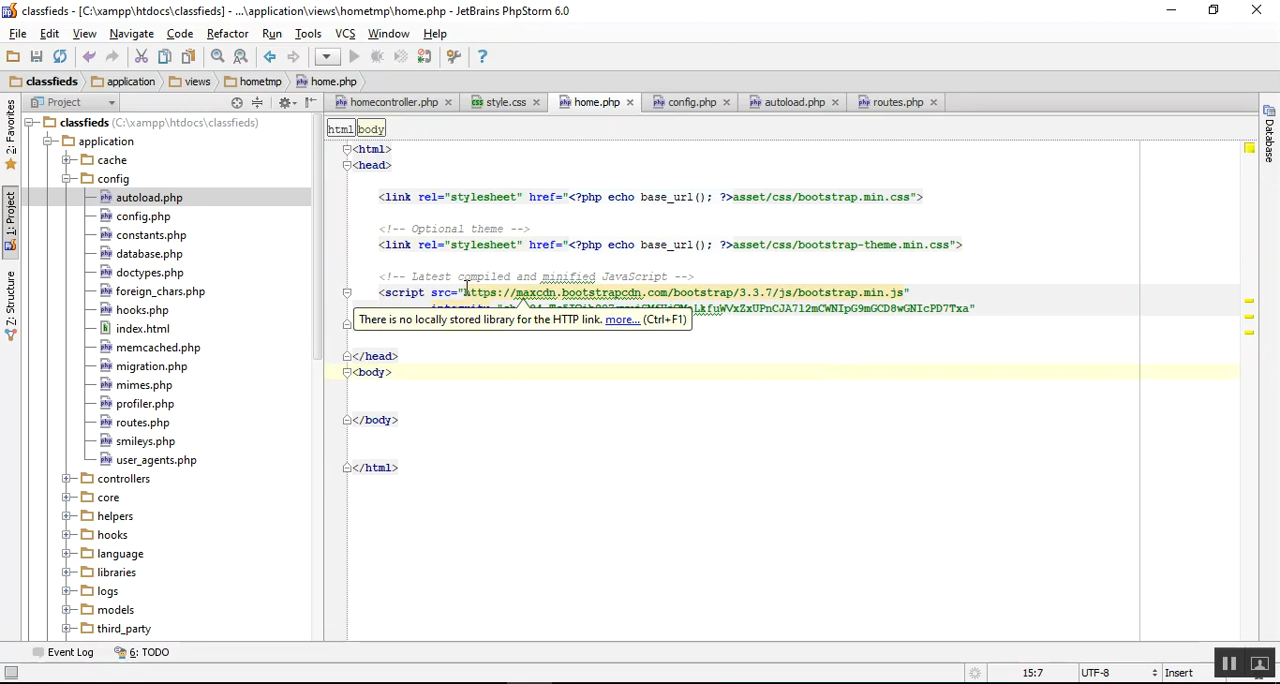 classfieds - [C:\xampp\htdocs\classfieds] - ...\application\views\hometmp\home.php - JetBrains PhpStorm 6.0
File Edit View Navigate Code Refactor Run Tools VCS Window Help
classfieds application views hometmp home.php
Project homecontroller.php style.css home.php config.php autoload.php routes.php
2: Favorites
1: Project
7: Structure
Database
html body
classfieds (C:\xampp\htdocs\classfieds)
application
cache
config
autoload.php
config.php
constants.php
database.php
doctypes.php
foreign_chars.php
hooks.php
index.html
memcached.php
migration.php
mimes.php
profiler.php
routes.php
smileys.php
user_agents.php
controllers
core
helpers
hooks
language
libraries
logs
models
third_party
<html>
<head>
<link rel="stylesheet" href="<?php echo base_url(); ?>asset/css/bootstrap.min.css">
<!-- Optional theme -->
<link rel="stylesheet" href="<?php echo base_url(); ?>asset/css/bootstrap-theme.min.css">
<!-- Latest compiled and minified JavaScript -->
<script src="https://maxcdn.bootstrapcdn.com/bootstrap/3.3.7/js/bootstrap.min.js"
LkfuWVxZxUPnCJA7l2mCWNIpG9mGCD8wGNIcPD7Txa"
There is no locally stored library for the HTTP link. more... (Ctrl+F1)
</head>
<body>
</body>
</html>
Event Log 6: TODO
15:7 UTF-8 Insert